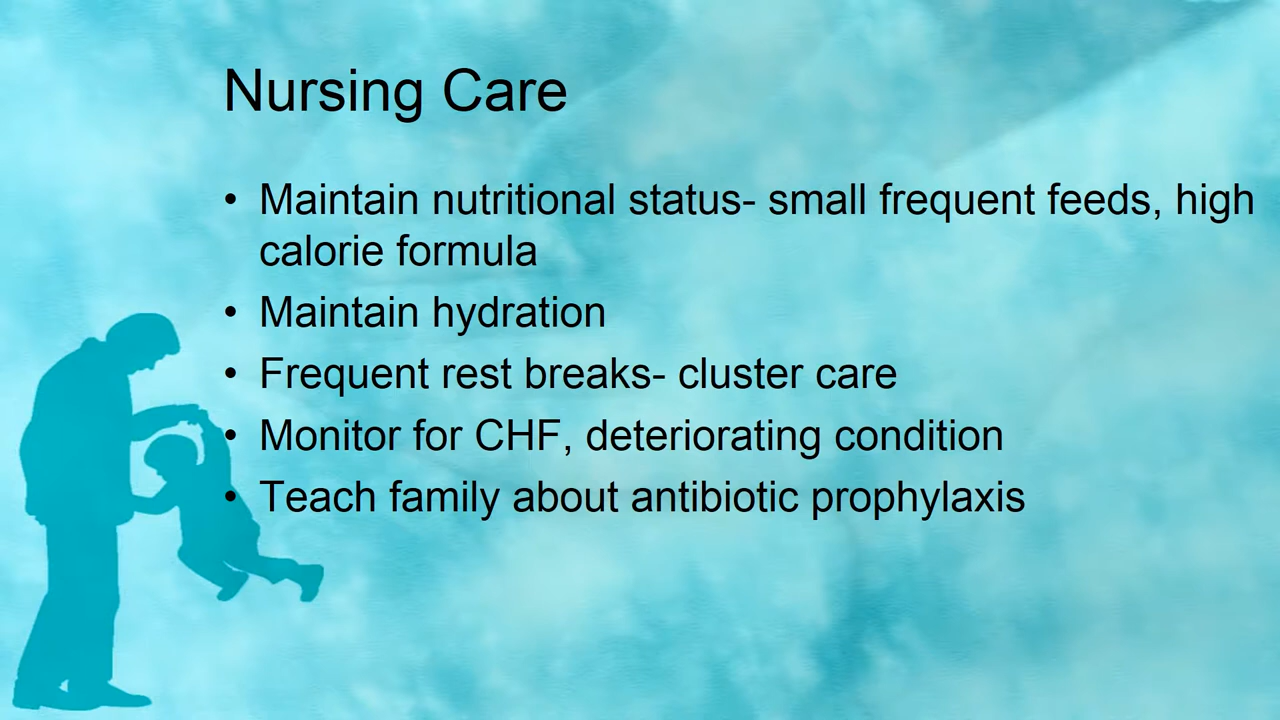 Nursing Care
• Maintain nutritional status- small frequent feeds, high
calorie formula
• Maintain hydration
• Frequent rest breaks- cluster care
• Monitor for CHF, deteriorating condition
• Teach family about antibiotic prophylaxis